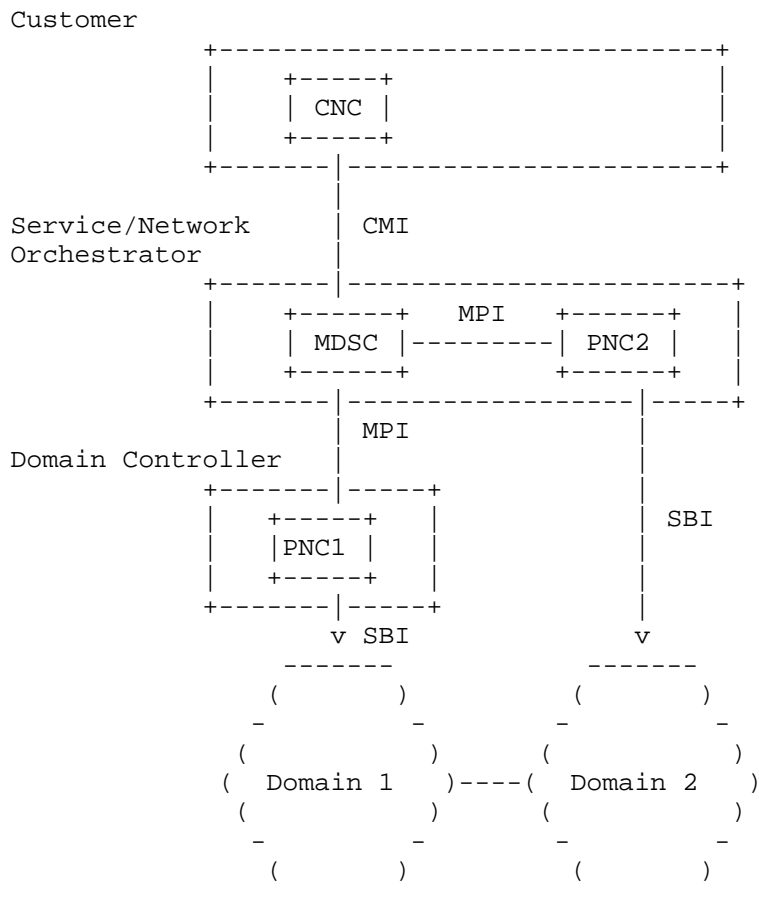 Customer
CNC
Service/Network
CMI
Orchestrator
MPI
MDSC
PNC2
MPI
Domain Controller
SBI
PNC1
SBI
Domain 1
Domain 2